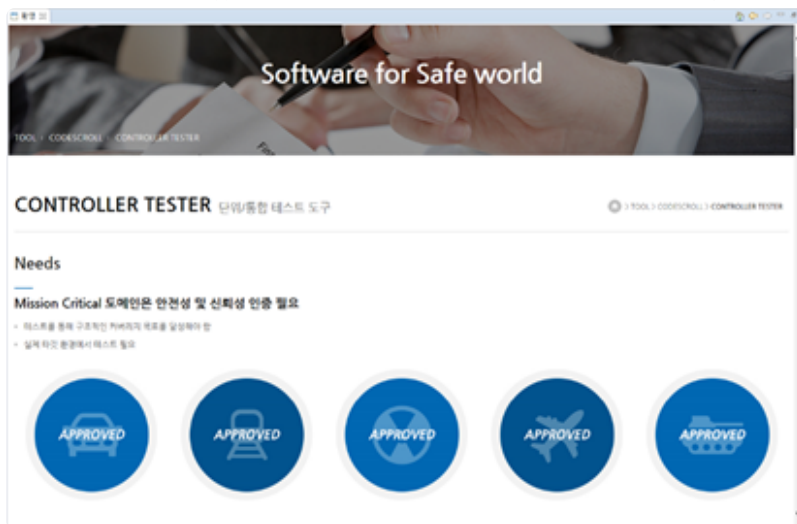 환영
Software for Safe world
TOOL > CODESCROLL > CONTROLLER TESTER
CONTROLLER TESTER 단위/통합 테스트 도구
> TOOL > CODESCROLL > CONTROLLER TESTER
Needs
Mission Critical 도메인은 안전성 및 신뢰성 인증 필요
테스트를 통해 구조적인 커버리지 목표를 달성해야 함
실제 타깃 환경에서 테스트 필요
APPROVED
APPROVED
APPROVED
APPROVED
APPROVED